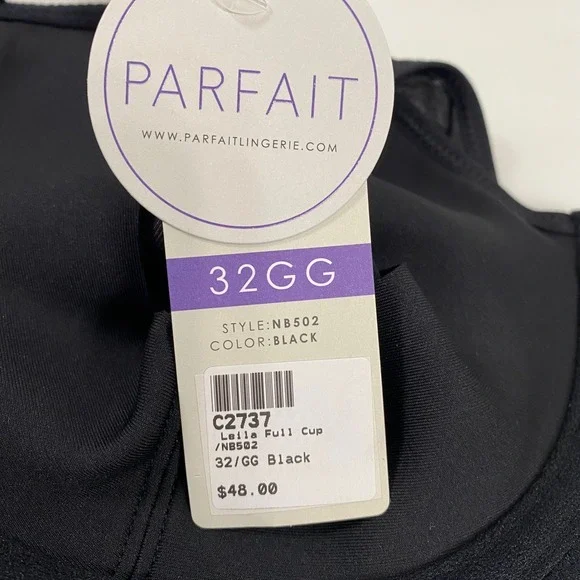 PARFAIT
WWW.PARFAITLINGERIE.COM
32GG
STYLE:NB502
COLOR:BLACK
C2737
Leila Full Cup
/NB502
32/GG Black
$48.00